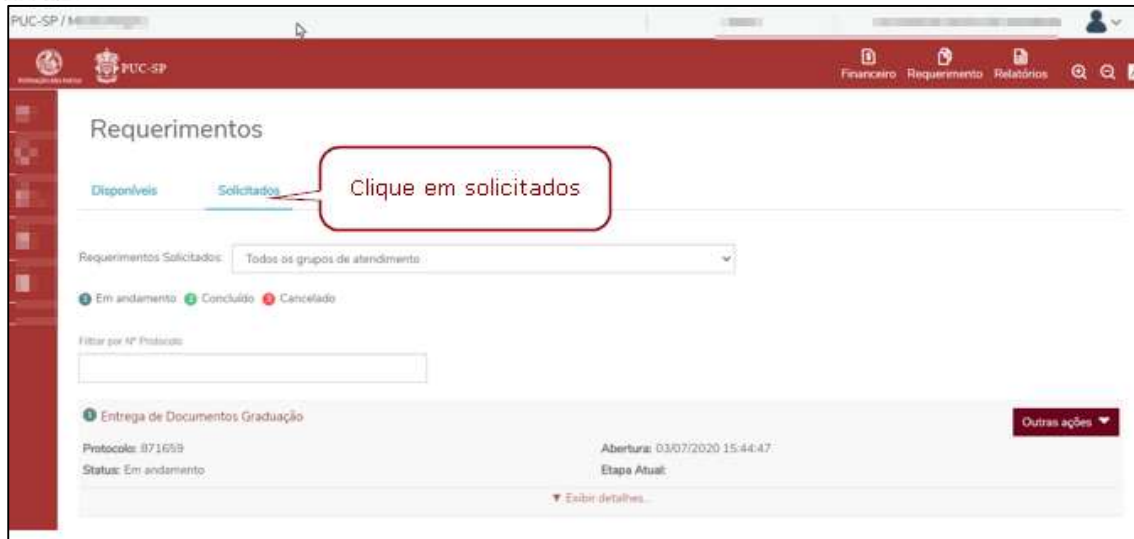 PUC-SP /
PUC-SP
Financeiro Requerimento Relatórios
Requerimentos
Disponíveis Solicitados
Clique em solicitados
Requerimentos Solicitados: Todos os grupos de atendimento
Em andamento Concluído Cancelado
Filtrar por Nº Protocolo
Entrega de Documentos Graduação
Outras ações
Protocolo: 871659
Abertura: 03/07/2020 15:44:47
Status: Em andamento
Etapa Atual:
Exibir detalhes...